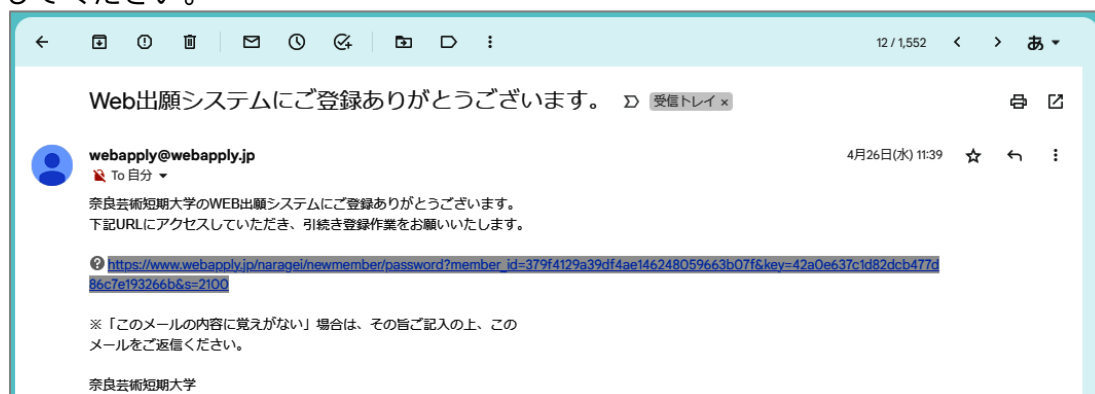 してください。
12 / 1,552
あ
Web出願システムにご登録ありがとうございます。
受信トレイ ×
webapply@webapply.jp
4月26日(水) 11:39
To 自分
奈良芸術短期大学のWEB出願システムにご登録ありがとうございます。
下記URLにアクセスしていただき、引続き登録作業をお願いいたします。
https://www.webapply.jp/naragei/newmember/password?member_id=379f4129a39df4ae146248059663b07f&key=42a0e637c1d82dcb477d
86c7e193266b&s=2100
※「このメールの内容に覚えがない」場合は、その旨ご記入の上、この
メールをご返信ください。
奈良芸術短期大学